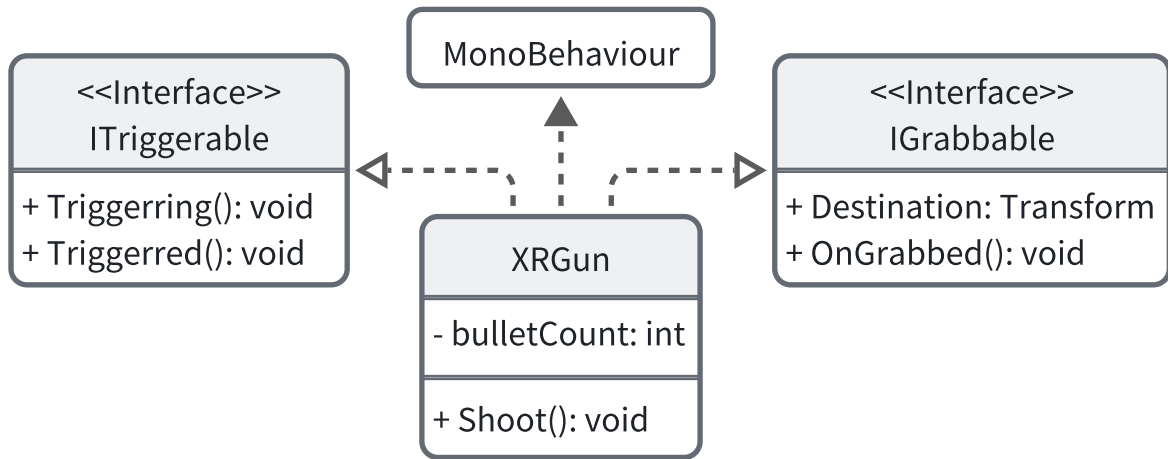 MonoBehaviour
<<Interface>>
ITriggerable
+ Triggerring(): void
+ Triggerred(): void
<<Interface>>
IGrabbable
+ Destination: Transform
+ OnGrabbed(): void
XRGun
- bulletCount: int
+ Shoot(): void